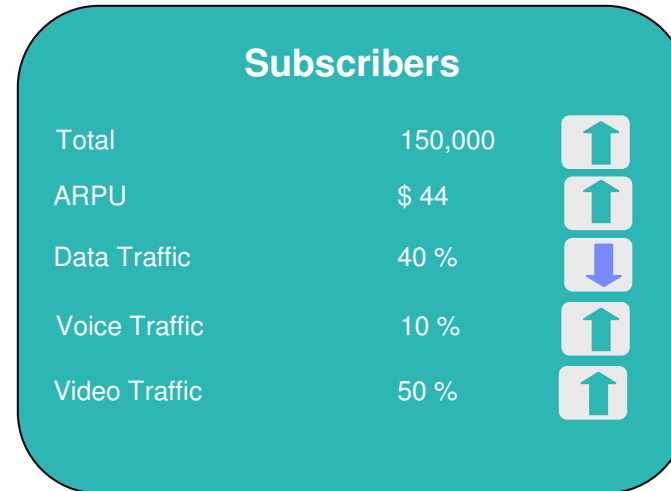 Subscribers
Total 150,000
ARPU $ 44
Data Traffic 40 %
Voice Traffic 10 %
Video Traffic 50 %